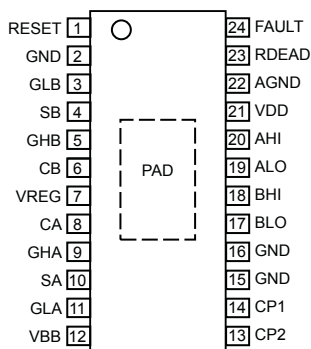 RESET 1 24 FAULT
GND 2 23 RDEAD
GLB 3 22 AGND
SB 4 21 VDD
GHB 5 20 AHI
CB 6 PAD 19 ALO
VREG 7 18 BHI
CA 8 17 BLO
GHA 9 16 GND
SA 10 15 GND
GLA 11 14 CP1
VBB 12 13 CP2